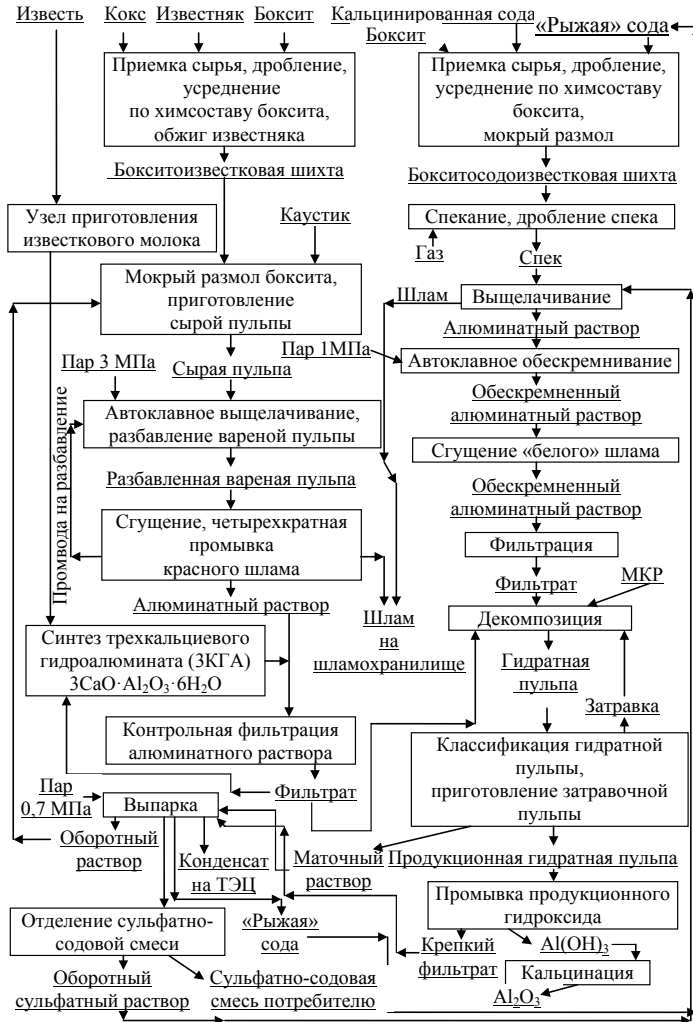 Известь
Кокс
Известняк
Боксит
Кальцинированная сода
Боксит
«Рыжая» сода
Приемка сырья, дробление,
усреднение
по химсоставу боксита,
обжиг известняка
Приемка сырья, дробление,
усреднение по химсоставу
боксита,
мокрый размол
Бокситоизвестковая шихта
Бокситосодоизвестковая шихта
Узел приготовления
известкового молока
Каустик
Спекание, дробление спека
Газ
Спек
Мокрый размол боксита,
приготовление
сырой пульпы
Шлам
Выщелачивание
Алюминатный раствор
Пар 3 МПа
Сырая пульпа
Пар 1МПа
Автоклавное обескремнивание
Обескремненный
алюминатный раствор
Автоклавное выщелачивание,
разбавление вареной пульпы
Сгущение «белого» шлама
Промвода на разбавление
Разбавленная вареная пульпа
Обескремненный
алюминатный раствор
Сгущение, четырехкратная
промывка
красного шлама
Фильтрация
Фильтрат
МКР
Алюминатный раствор
Шлам
на
шламохранилище
Декомпозиция
Синтез трехкальциевого
гидроалюмината (ЗКГА)
3CaO·Al₂O₃·6H₂O
Гидратная
пульпа
Затравка
Контрольная фильтрация
алюминатного раствора
Классификация гидратной
пульпы,
приготовление затравочной
пульпы
Пар
0,7 МПа
Выпарка
Фильтрат
Оборотный
раствор
Конденсат
на ТЭЦ
Маточный
раствор
Продукционная гидратная пульпа
Промывка продукционного
гидроксида
Отделение сульфатно-
содовой смеси
«Рыжая»
сода
Крепкий
фильтрат
Al(OH)₃
Кальцинация
Оборотный
сульфатный раствор
Сульфатно-содовая
смесь потребителю
Al₂O₃